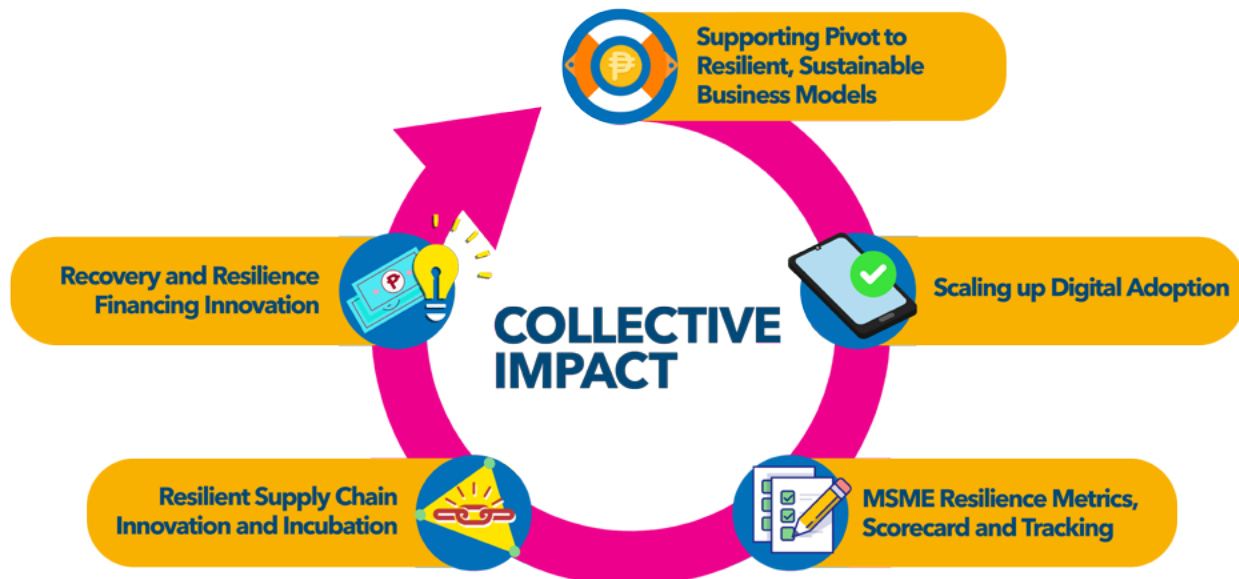 Supporting Pivot to
Resilient, Sustainable
Business Models
Scaling up Digital Adoption
MSME Resilience Metrics,
Scorecard and Tracking
Resilient Supply Chain
Innovation and Incubation
Recovery and Resilience
Financing Innovation
COLLECTIVE
IMPACT